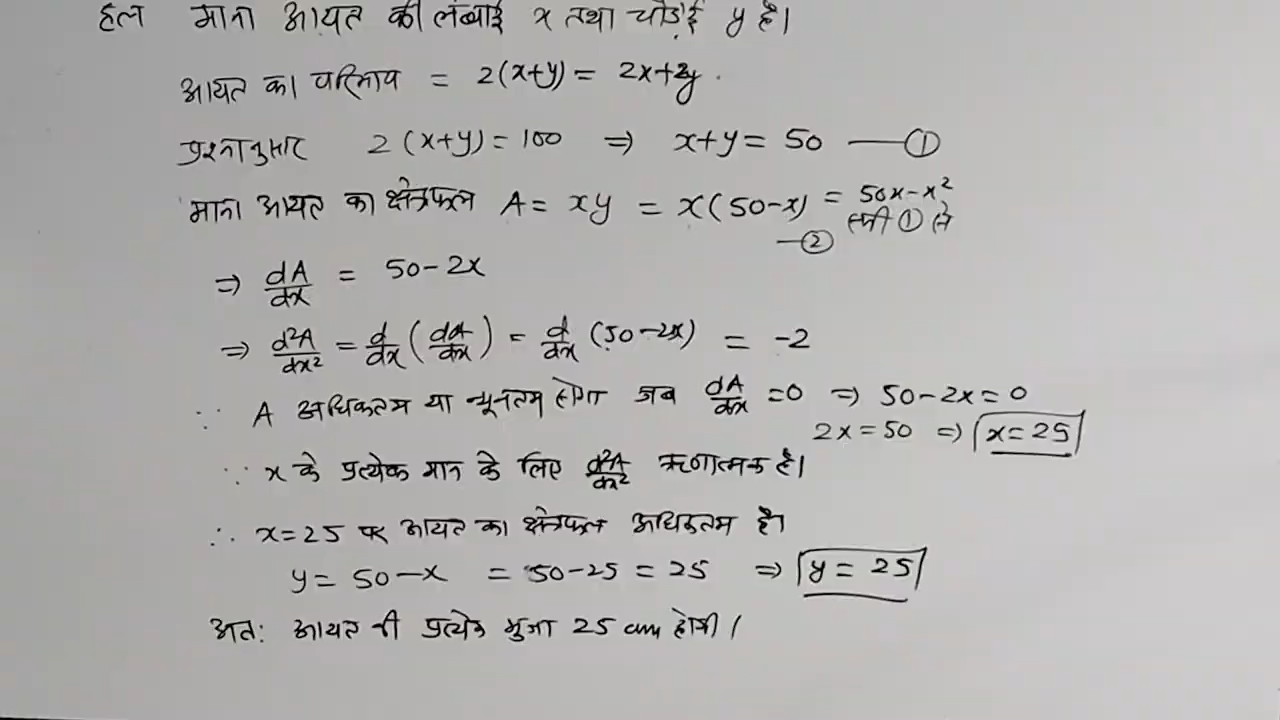 हल माना आयत की लंबाई x तथा चौड़ाई y है।
आयत का परिमाप = 2(x+y) = 2x+2y .
प्रश्नानुसार 2(x+y) = 100 ⇒ x+y = 50 —①
माना आयत का क्षेत्रफल A = xy = x(50-x) = 50x-x²
—② समी ① से
⇒ dA/dx = 50-2x
⇒ d²A/dx² = d/dx (dA/dx) = d/dx (50-2x) = -2
∵ A अधिकतम या न्यूनतम होगा जब dA/dx = 0 ⇒ 50-2x=0
2x=50 ⇒ x=25
∵ x के प्रत्येक मान के लिए d²A/dx² ऋणात्मक है।
∴ x=25 पर आयत का क्षेत्रफल अधिकतम है।
y = 50-x = 50-25 = 25 ⇒ y = 25
अतः आयत की प्रत्येक भुजा 25 cm होगी।